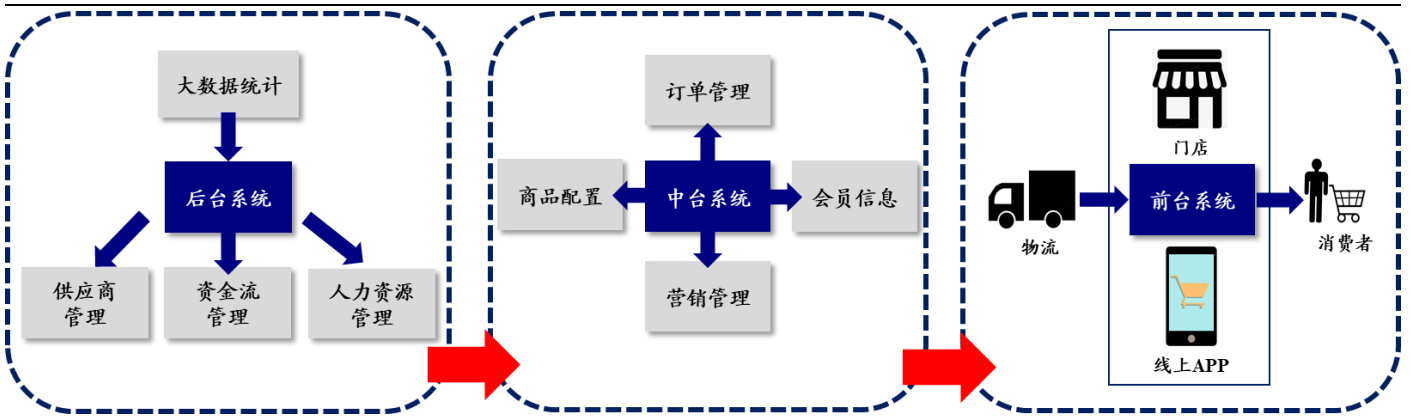 大数据统计
后台系统
供应商
管理
资金流
管理
人力资源
管理
订单管理
商品配置
中台系统
会员信息
营销管理
门店
物流
前台系统
消费者
线上APP